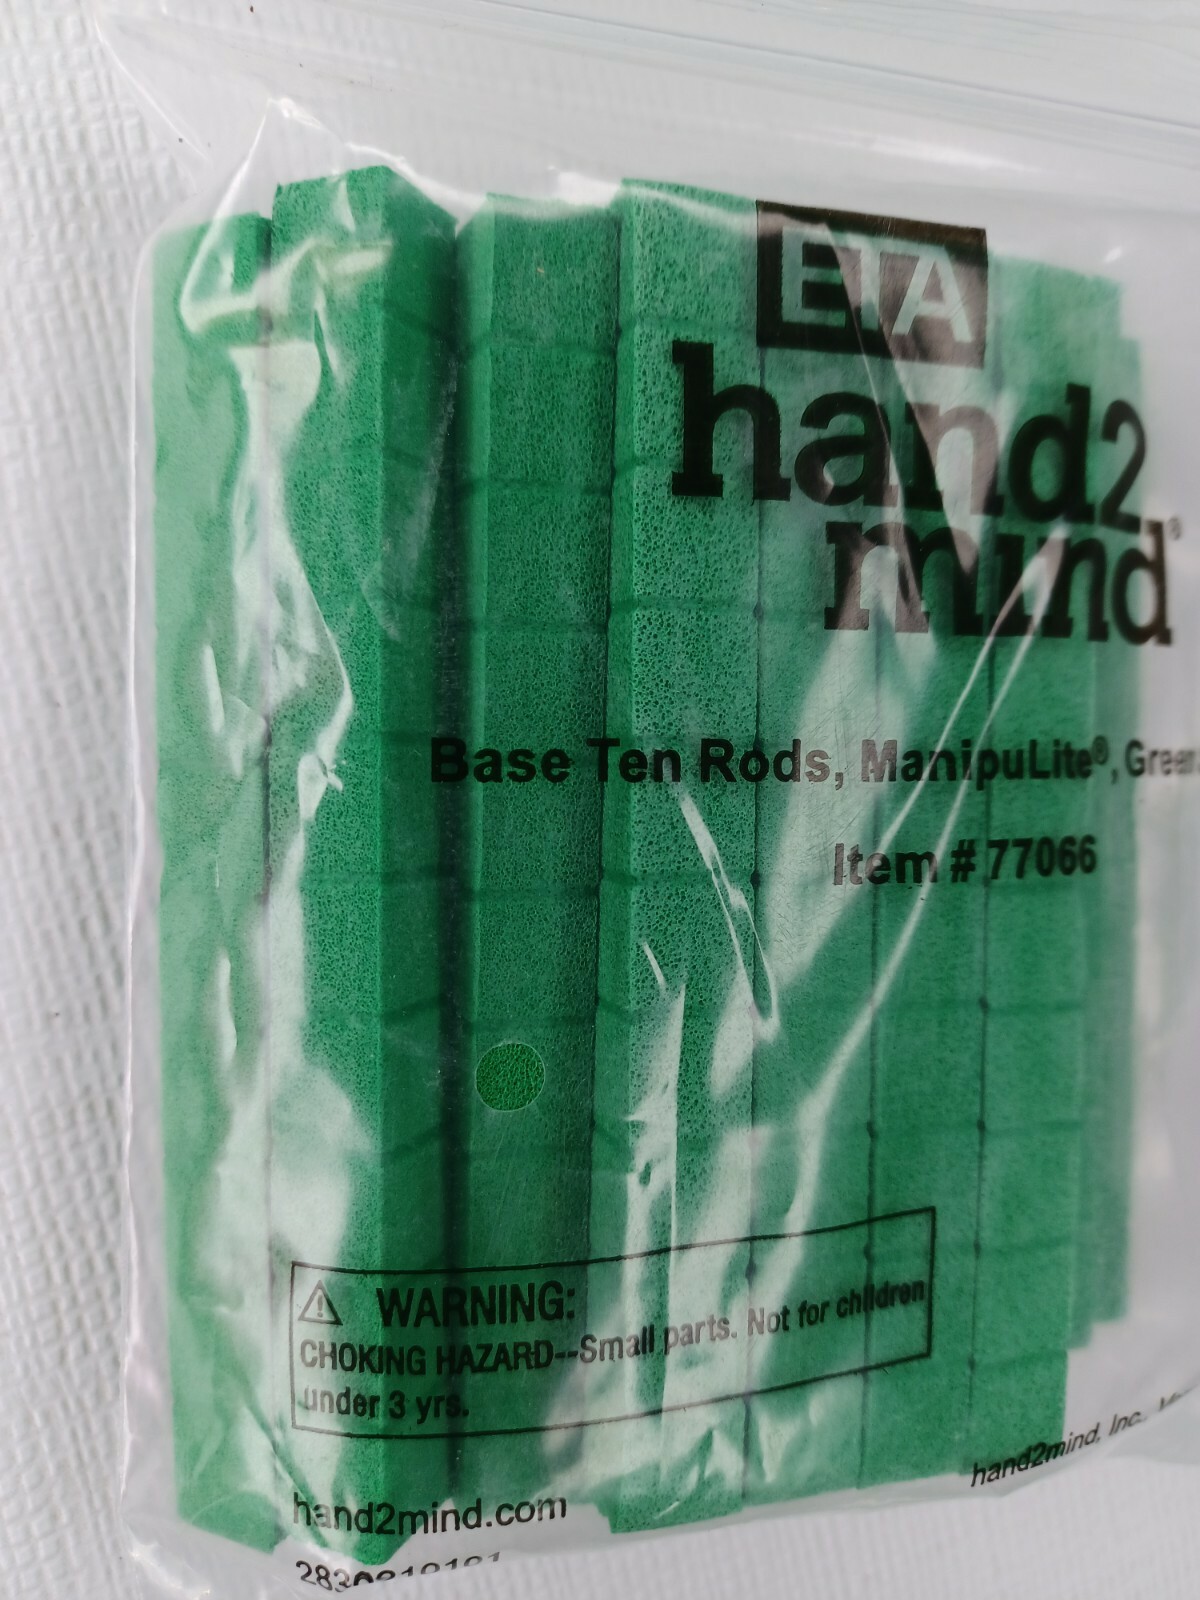 ETA
hand2
mind®
Base Ten Rods, ManipuLite®, Green
Item # 77066
⚠ WARNING:
CHOKING HAZARD--Small parts. Not for children
under 3 yrs.
hand2mind.com
hand2mind, Inc.